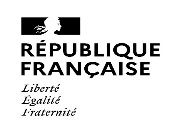 RÉPUBLIQUE
FRANÇAISE
Liberté
Égalité
Fraternité